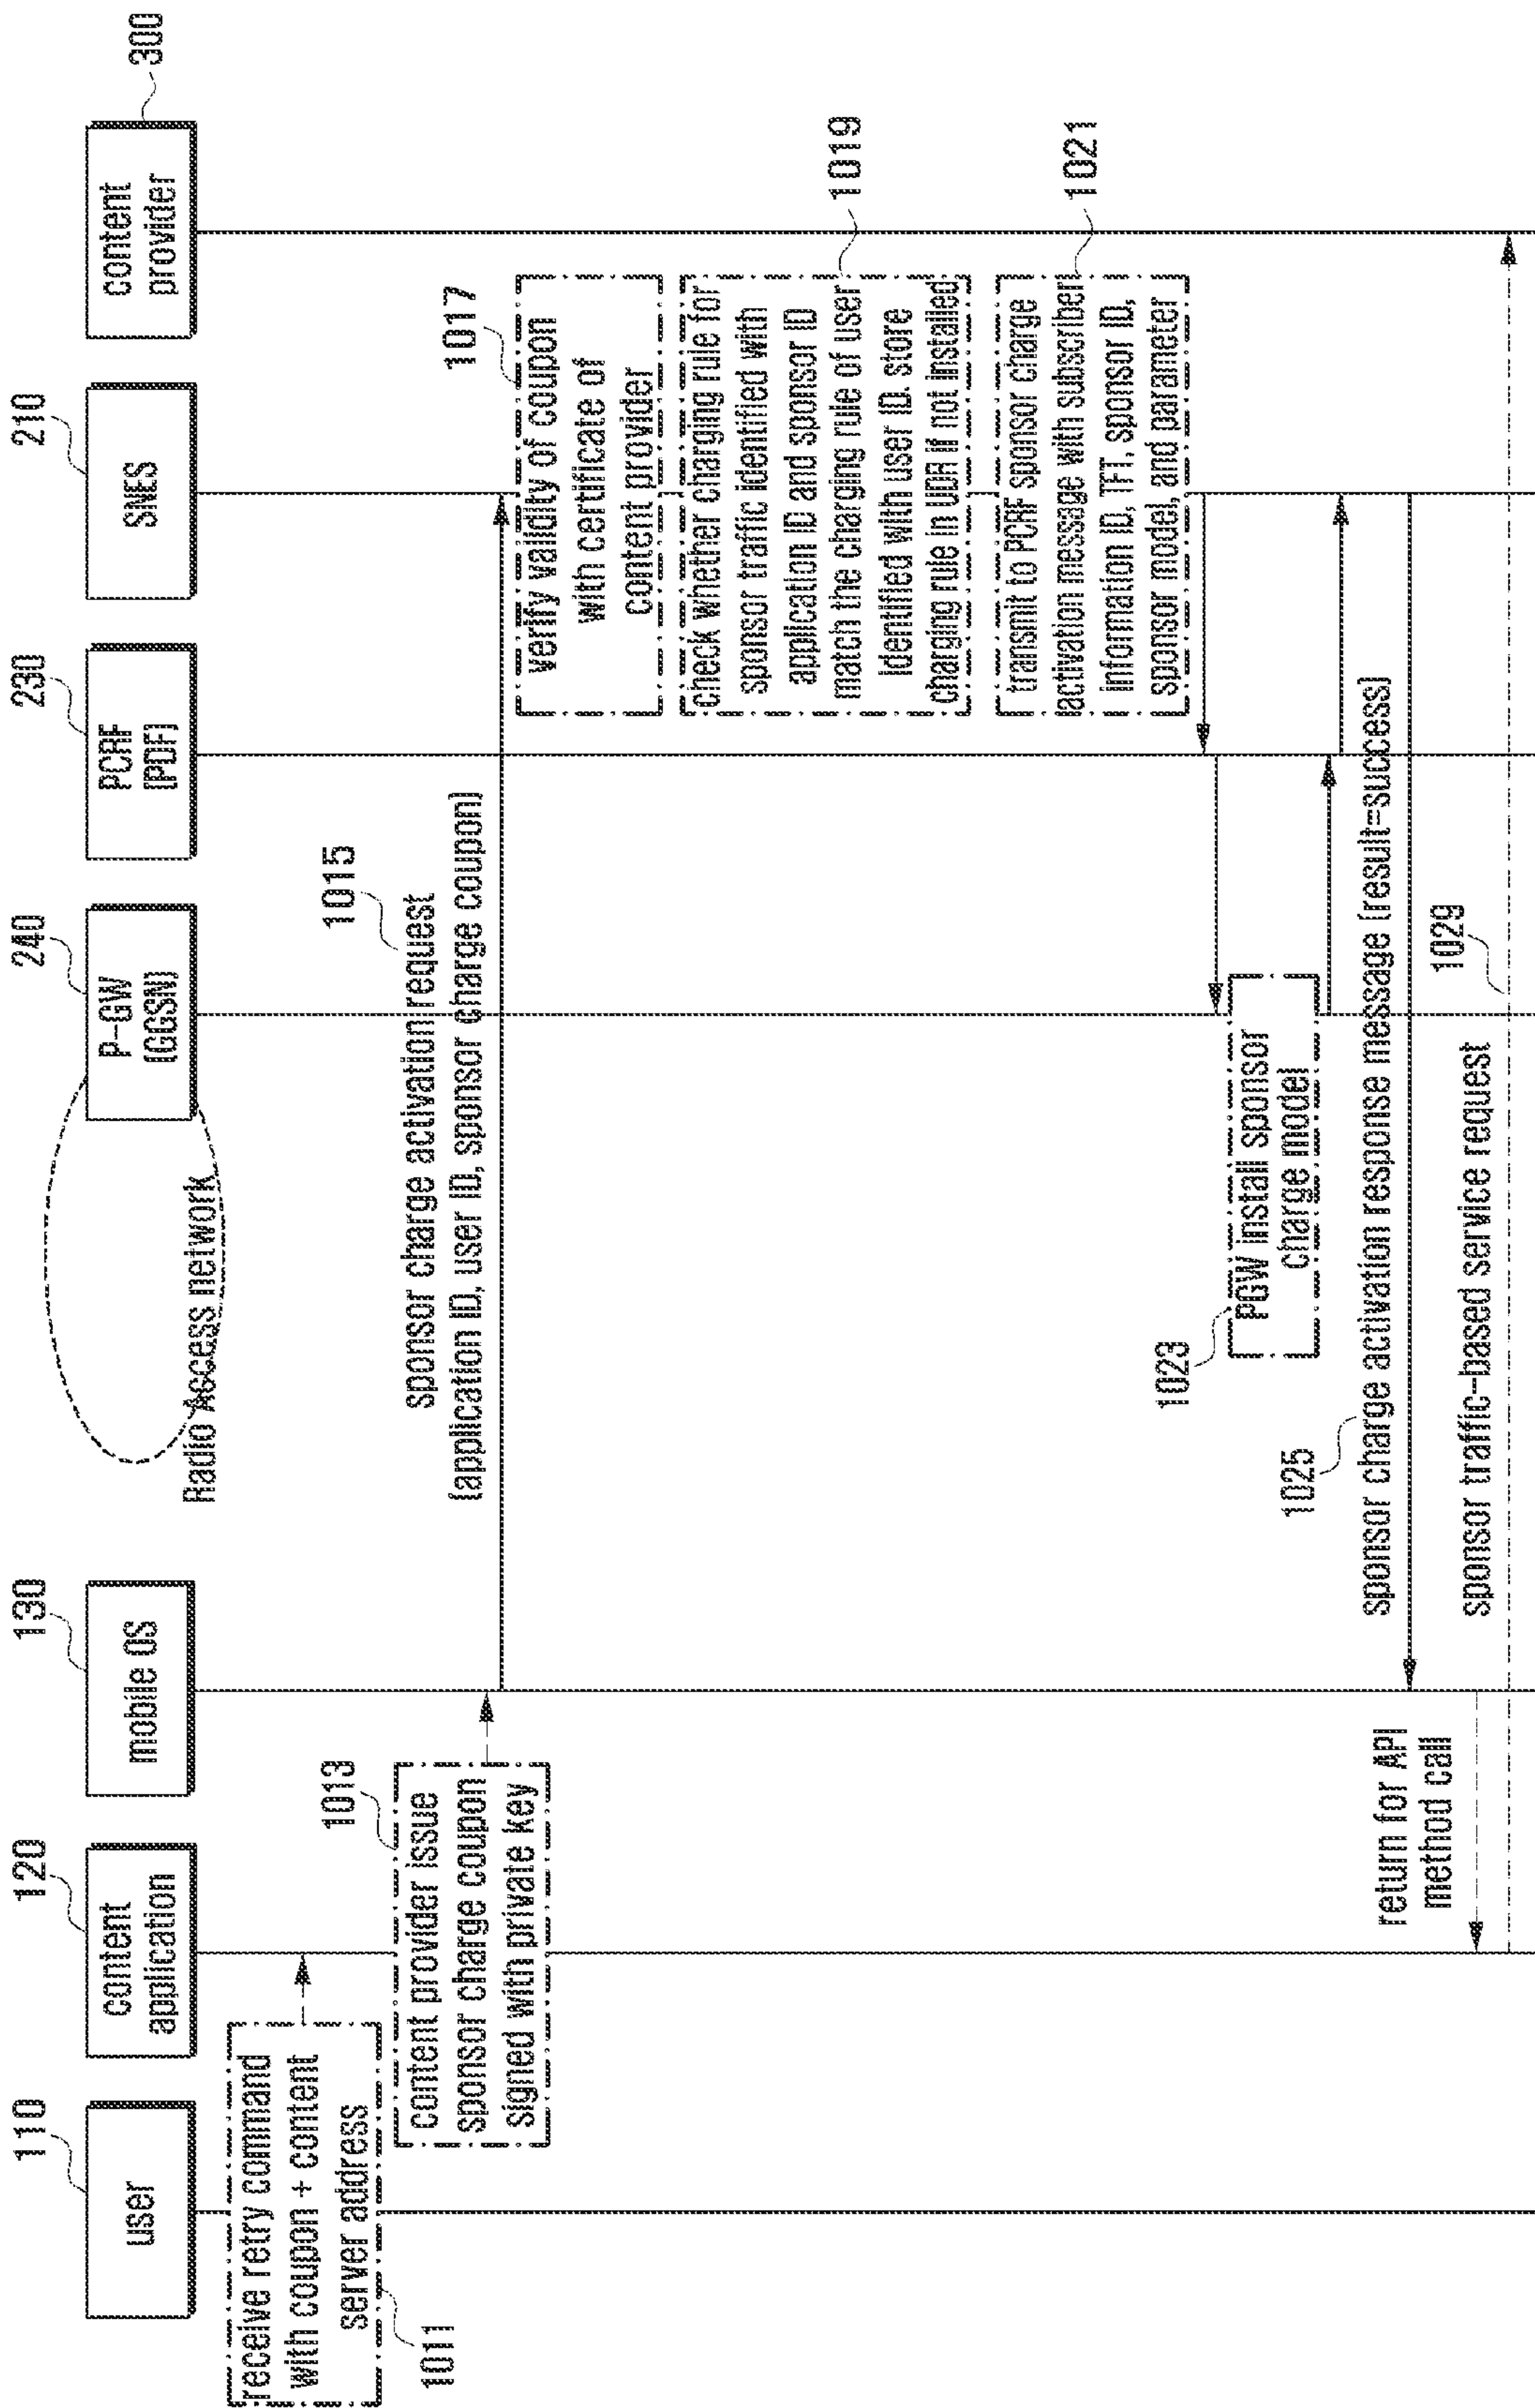 110
user
120
content
application
130
mobile OS
Radio Access network
240
P-GW
(GGSN)
230
PCRF
(PDF)
210
SNES
300
content
provider
receive retry command
with coupon + content
server address
1011
1013
content provider issue
sponsor charge coupon
signed with private key
1015
sponsor charge activation request
(application ID, user ID, sponsor charge coupon)
1017
verify validity of coupon
with certificate of
content provider
1019
check whether charging rule for
sponsor traffic identified with
application ID and sponsor ID
match the charging rule of user
identified with user ID. store
charging rule in UDR if not installed
1021
transmit to PCRF sponsor charge
activation message with subscriber
information ID, TFT, sponsor ID,
sponsor model, and parameter
1023
PGW install sponsor
charge model
1025
sponsor charge activation response message (result=success)
return for API
method call
1029
sponsor traffic-based service request